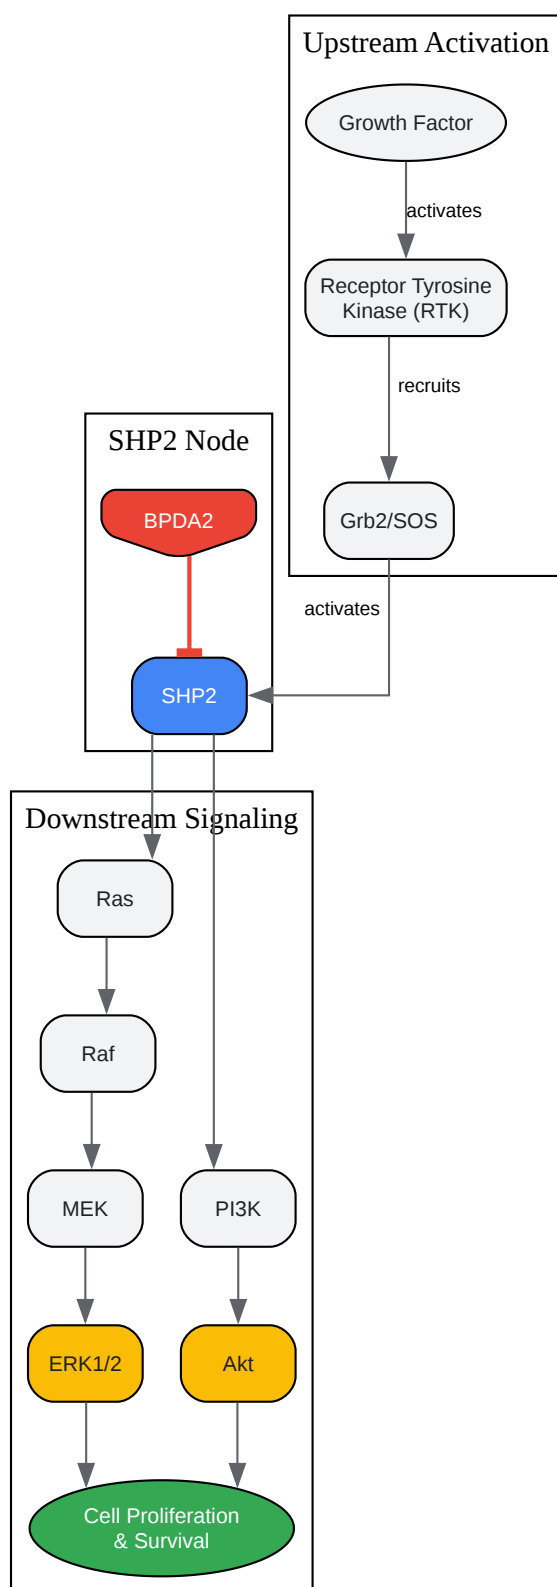 Upstream Activation
Growth Factor
activates
Receptor Tyrosine
Kinase (RTK)
recruits
SHP2 Node
BPDA2
Grb2/SOS
activates
SHP2
Downstream Signaling
Ras
Raf
MEK
PI3K
ERK1/2
Akt
Cell Proliferation
& Survival